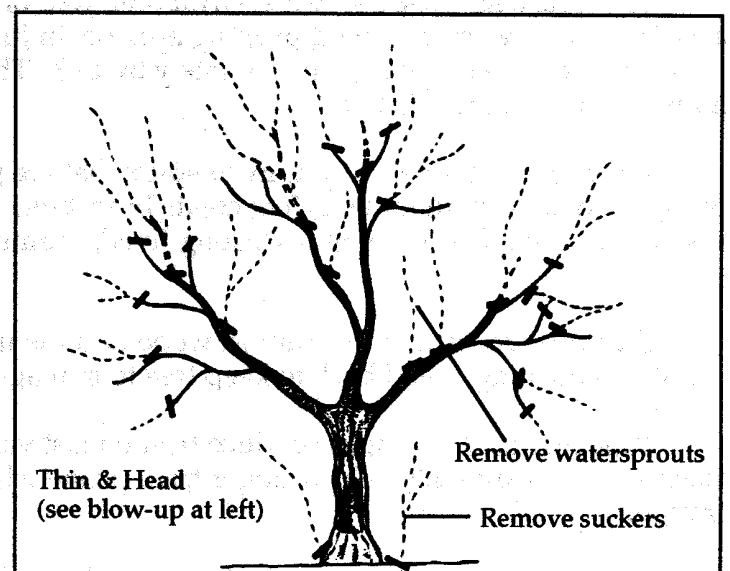 Remove watersprouts
Thin & Head
(see blow-up at left)
Remove suckers